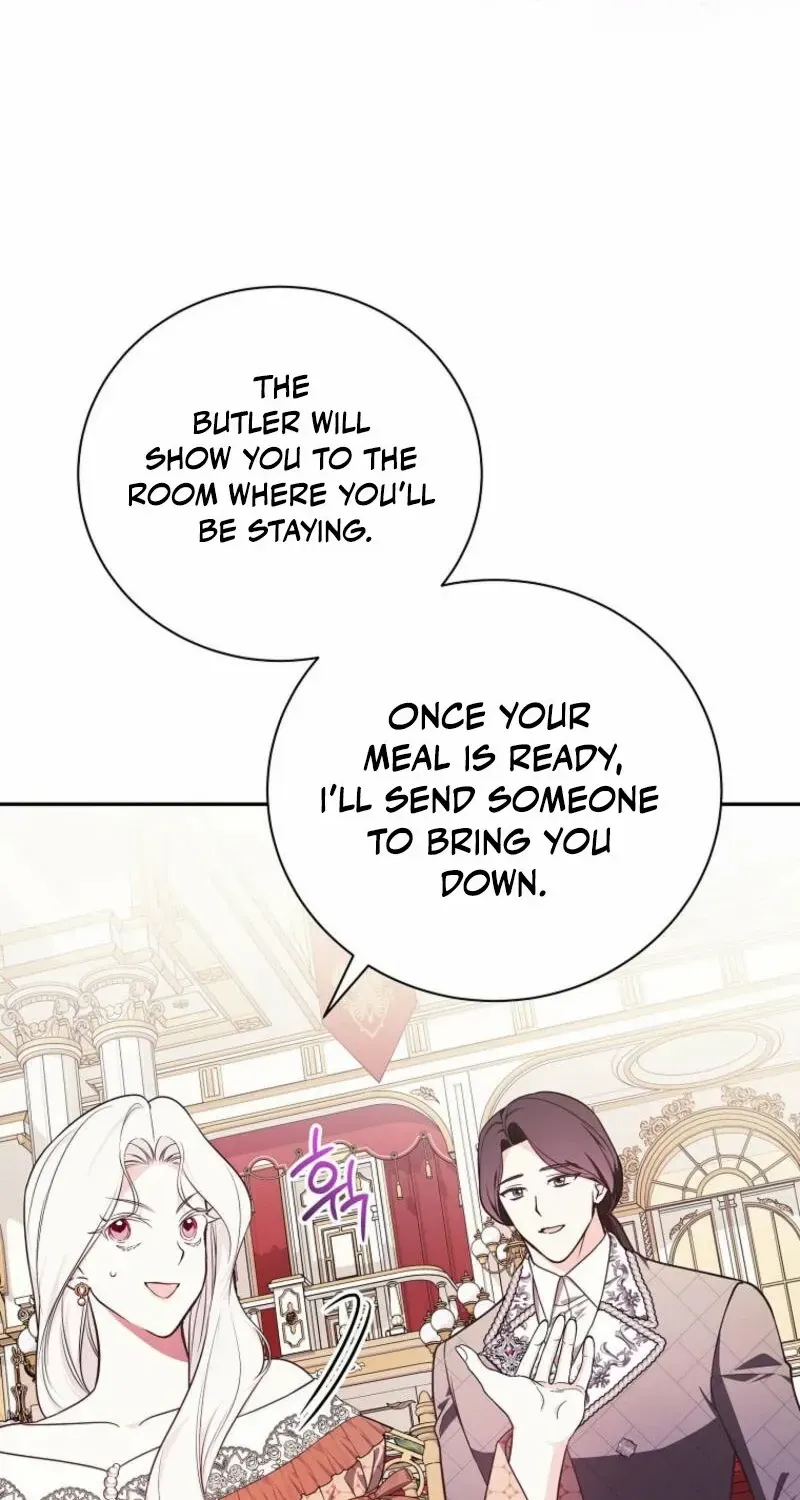 THE
BUTLER WILL
SHOW YOU TO THE
ROOM WHERE YOU'LL
BE STAYING.
ONCE YOUR
MEAL IS READY,
I'LL SEND SOMEONE
TO BRING YOU
DOWN.
휙